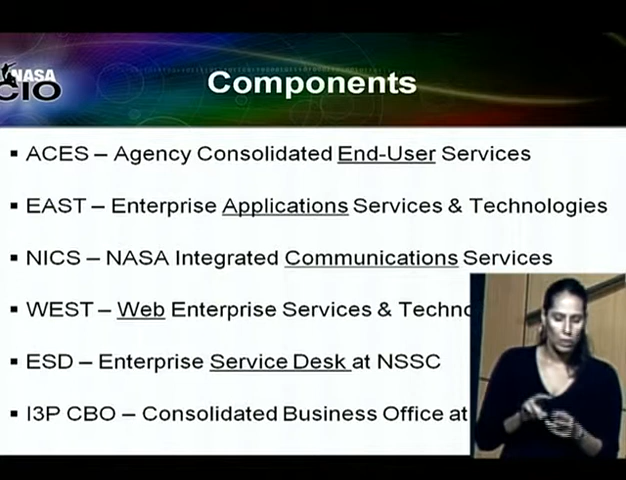 NASA
CIO
Components
▪ ACES – Agency Consolidated End-User Services
▪ EAST – Enterprise Applications Services & Technologies
▪ NICS – NASA Integrated Communications Services
▪ WEST – Web Enterprise Services & Techno
▪ ESD – Enterprise Service Desk at NSSC
▪ I3P CBO – Consolidated Business Office at